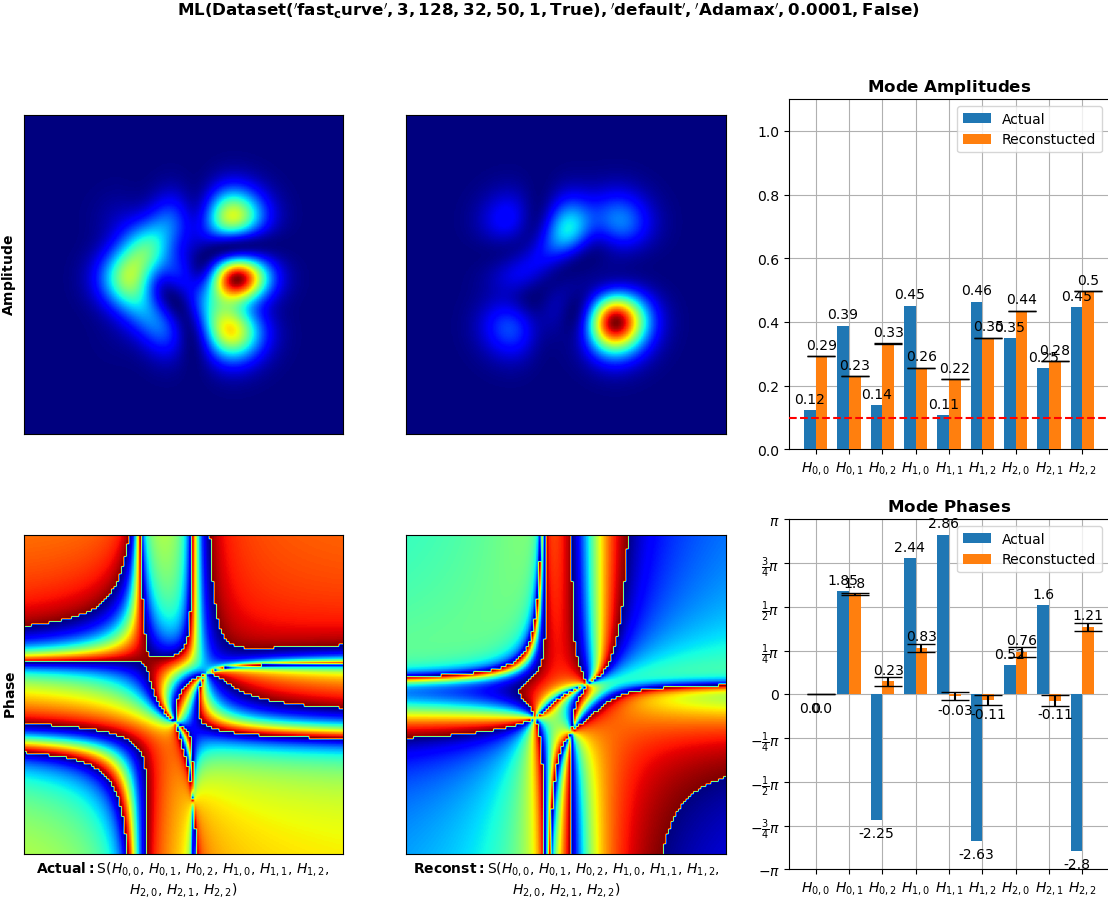 ML(Dataset('fast_curve', 3, 128, 32, 50, 1, True), 'default', 'Adamax', 0.0001, False)
Amplitude
Mode Amplitudes
Actual
Reconstucted
1.0
0.8
0.6
0.4
0.2
0.0
0.12
0.29
0.39
0.23
0.14
0.33
0.45
0.26
0.11
0.22
0.46
0.35
0.35
0.44
0.25
0.28
0.45
0.5
H0,0 H0,1 H0,2 H1,0 H1,1 H1,2 H2,0 H2,1 H2,2
Phase
Mode Phases
Actual
Reconstucted
π
3/4π
1/2π
1/4π
0
−1/4π
−1/2π
−3/4π
−π
0.0
0.0
1.85
1.8
-2.25
0.23
2.44
0.83
2.86
-0.03
-2.63
-0.11
0.52
0.76
1.6
-0.11
-2.8
1.21
H0,0 H0,1 H0,2 H1,0 H1,1 H1,2 H2,0 H2,1 H2,2
Actual: S(H0,0, H0,1, H0,2, H1,0, H1,1, H1,2,
H2,0, H2,1, H2,2)
Reconst: S(H0,0, H0,1, H0,2, H1,0, H1,1, H1,2,
H2,0, H2,1, H2,2)